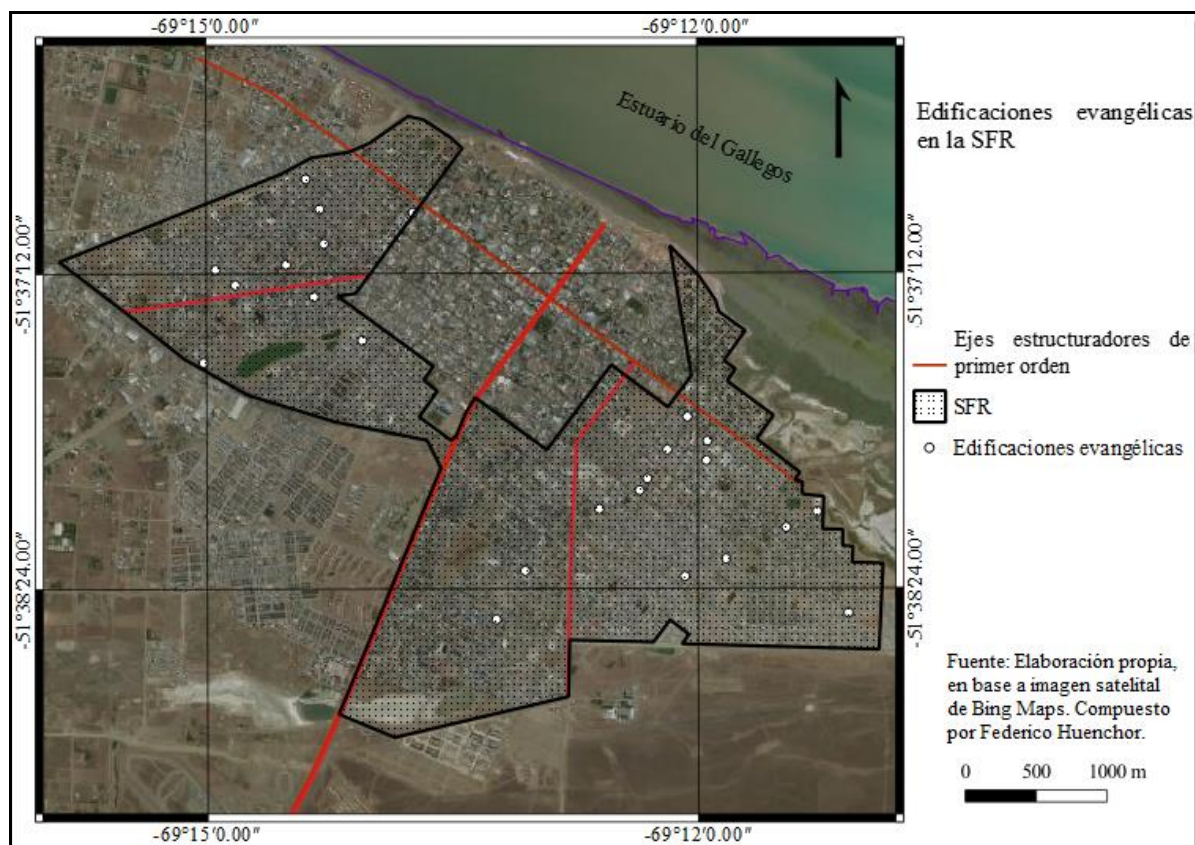 -69°15'0.00" -69°12'0.00"
Estuario del Gallegos
-51°37'12.00" -51°37'12.00"
-51°38'24.00" -51°38'24.00"
-69°15'0.00" -69°12'0.00"
Edificaciones evangélicas
en la SFR
Ejes estructuradores de
primer orden
SFR
Edificaciones evangélicas
Fuente: Elaboración propia,
en base a imagen satelital
de Bing Maps. Compuesto
por Federico Huenchor.
0 500 1000 m